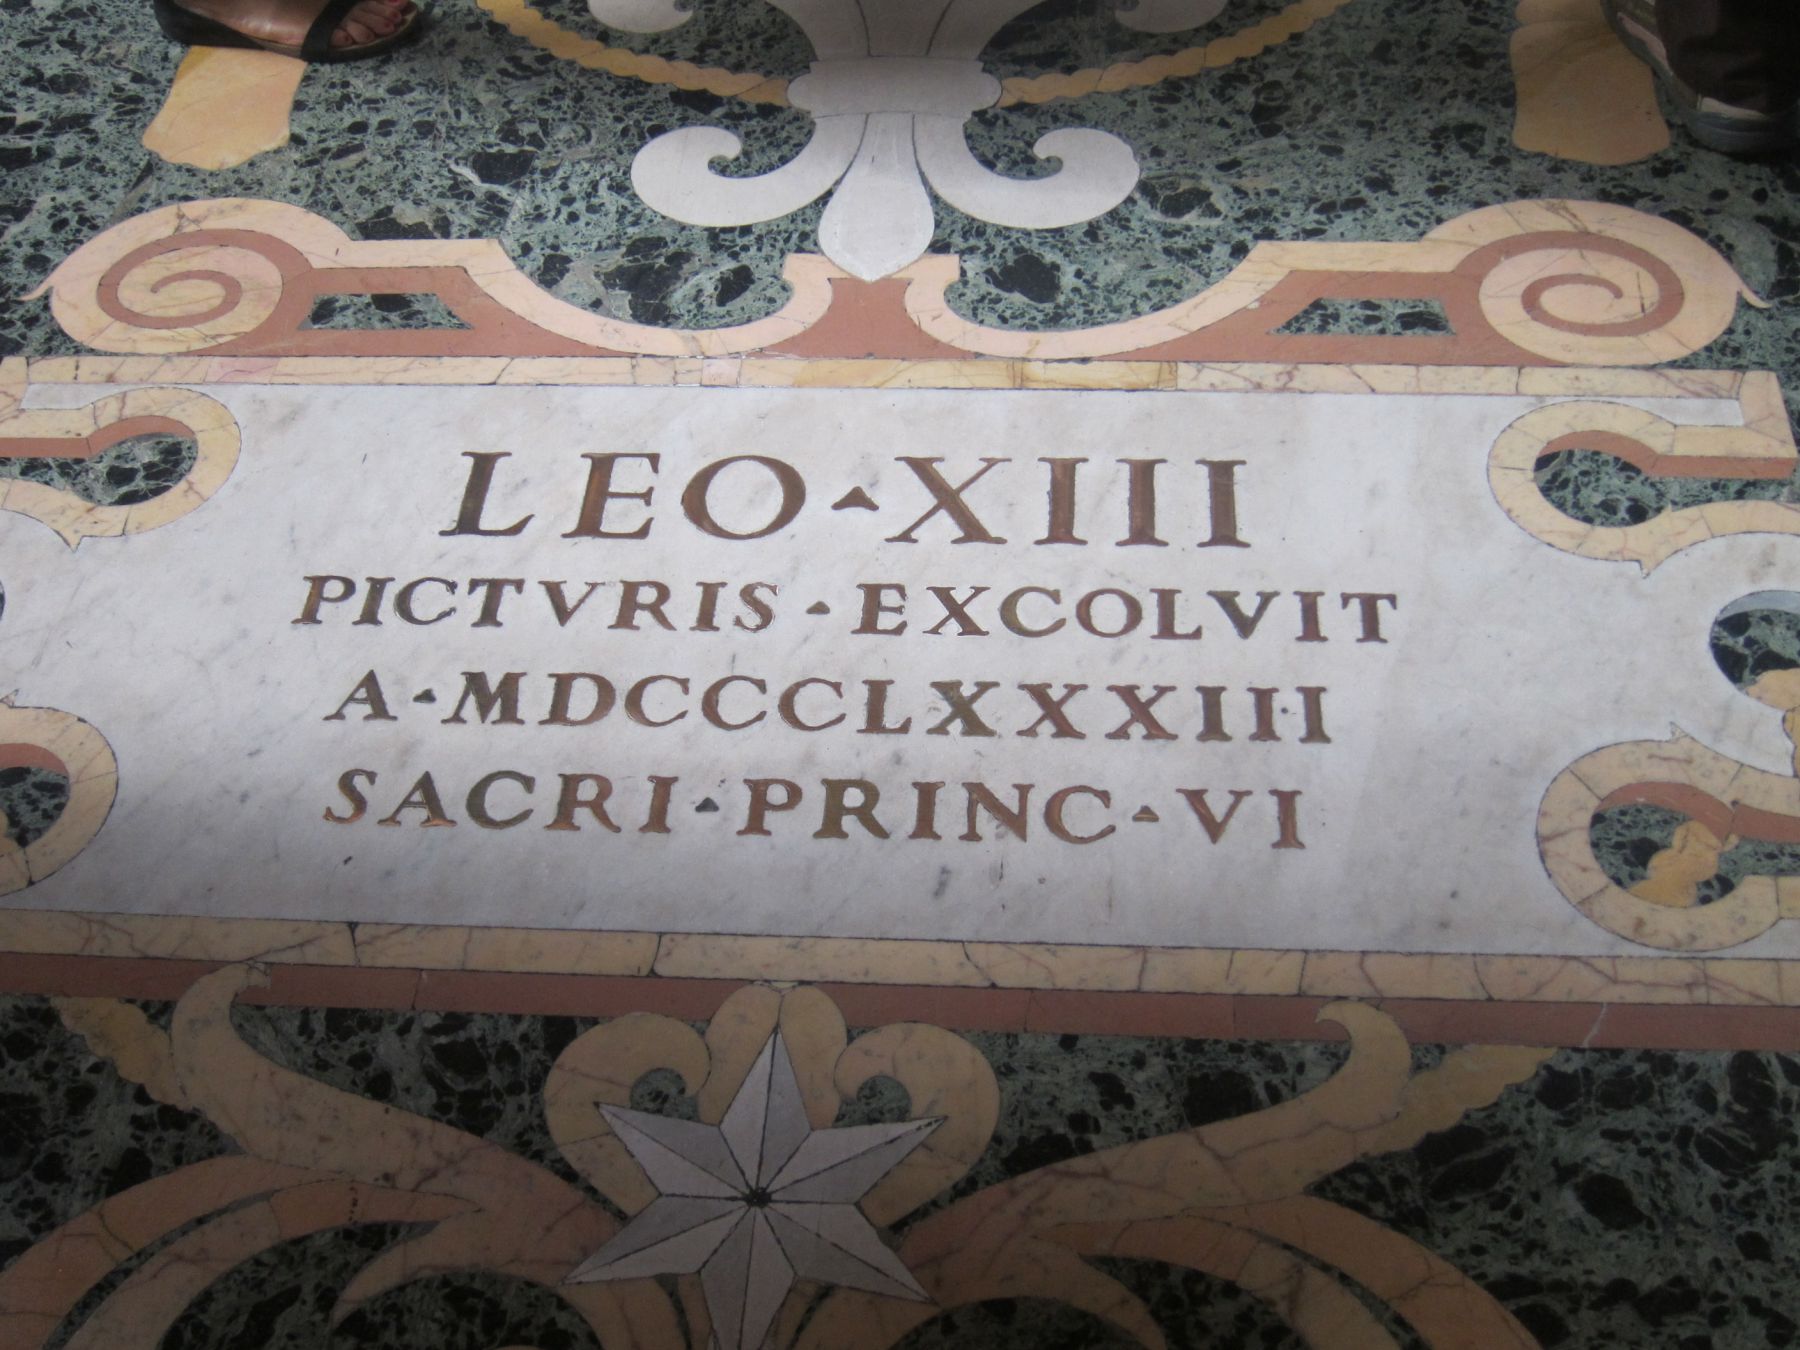 LEO ▴ XIII
PICTVRIS ▴ EXCOLVIT
A ▴ MDCCCLXXXIII
SACRI ▴ PRINC ▴ VI